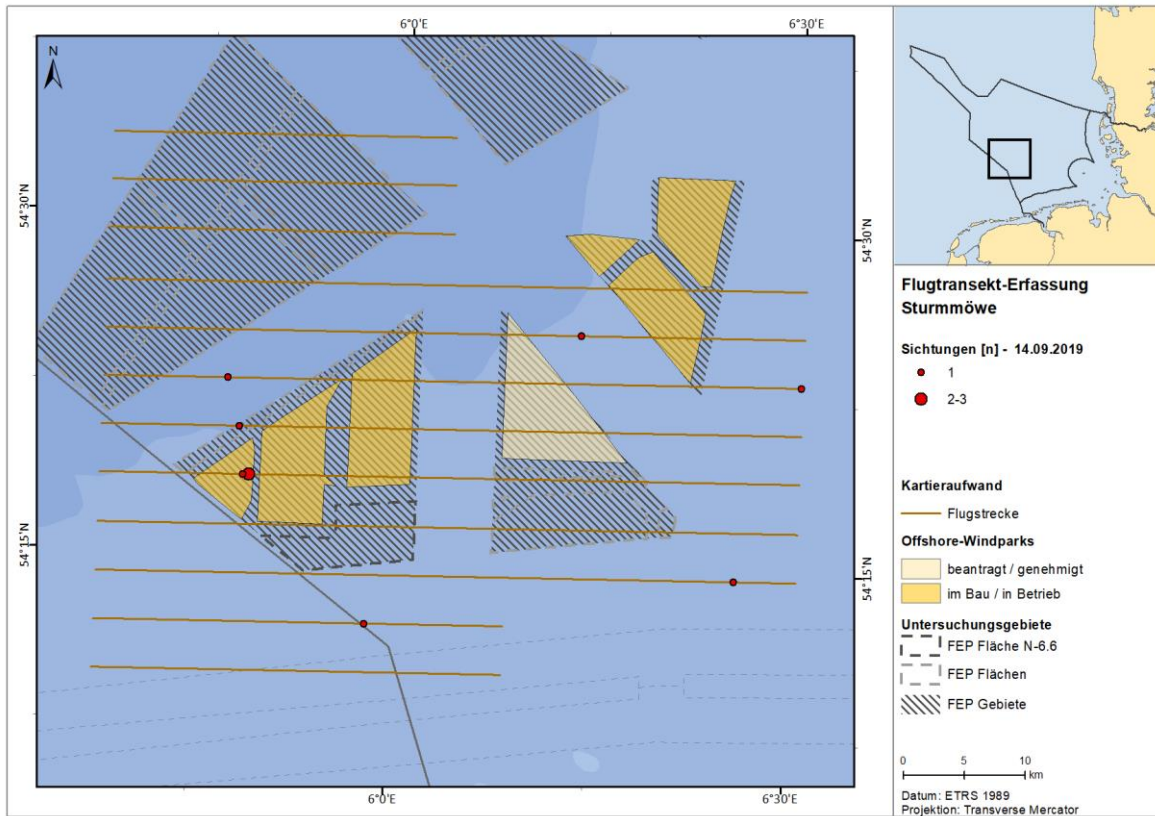 6°0'E
6°30'E
N
54°30'N
54°30'N
54°15'N
54°15'N
6°0'E
6°30'E
Flugtransekt-Erfassung
Sturmmöwe
Sichtungen [n] - 14.09.2019
1
2-3
Kartieraufwand
Flugstrecke
Offshore-Windparks
beantragt / genehmigt
im Bau / in Betrieb
Untersuchungsgebiete
FEP Fläche N-6.6
FEP Flächen
FEP Gebiete
0 5 10
km
Datum: ETRS 1989
Projektion: Transverse Mercator